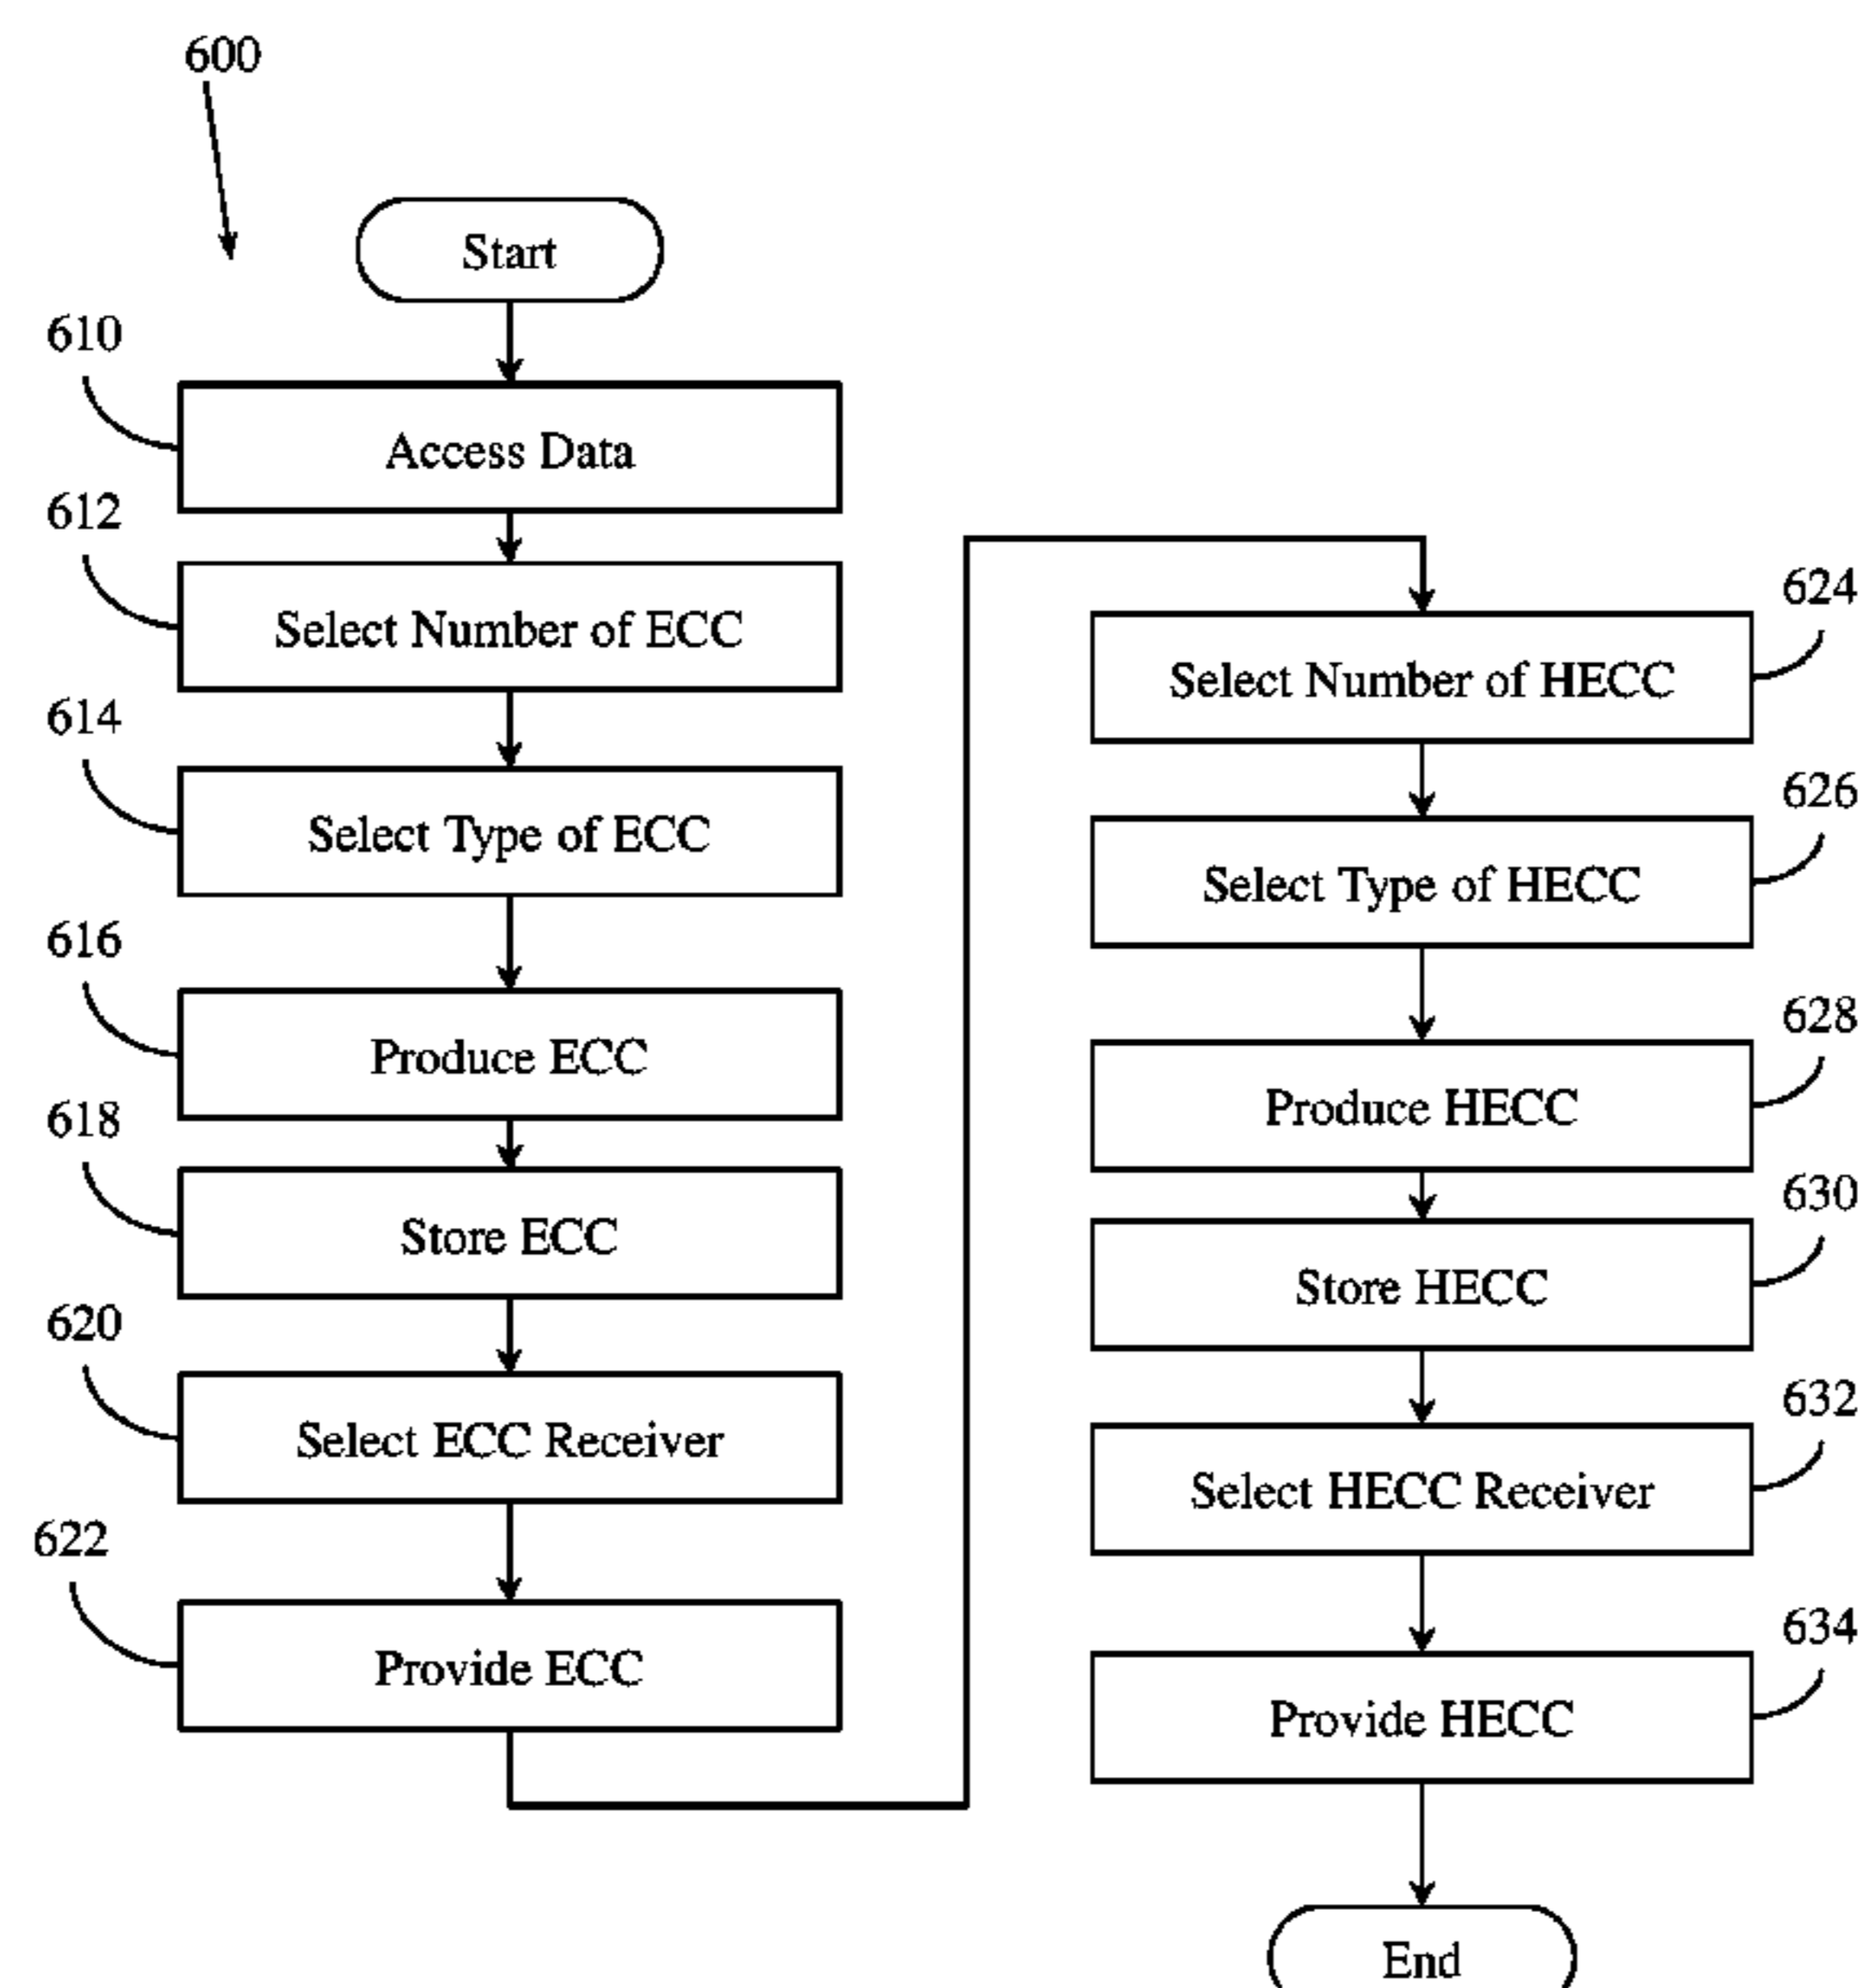 600
Start
610
Access Data
612
Select Number of ECC
614
Select Type of ECC
616
Produce ECC
618
Store ECC
620
Select ECC Receiver
622
Provide ECC
624
Select Number of HECC
626
Select Type of HECC
628
Produce HECC
630
Store HECC
632
Select HECC Receiver
634
Provide HECC
End